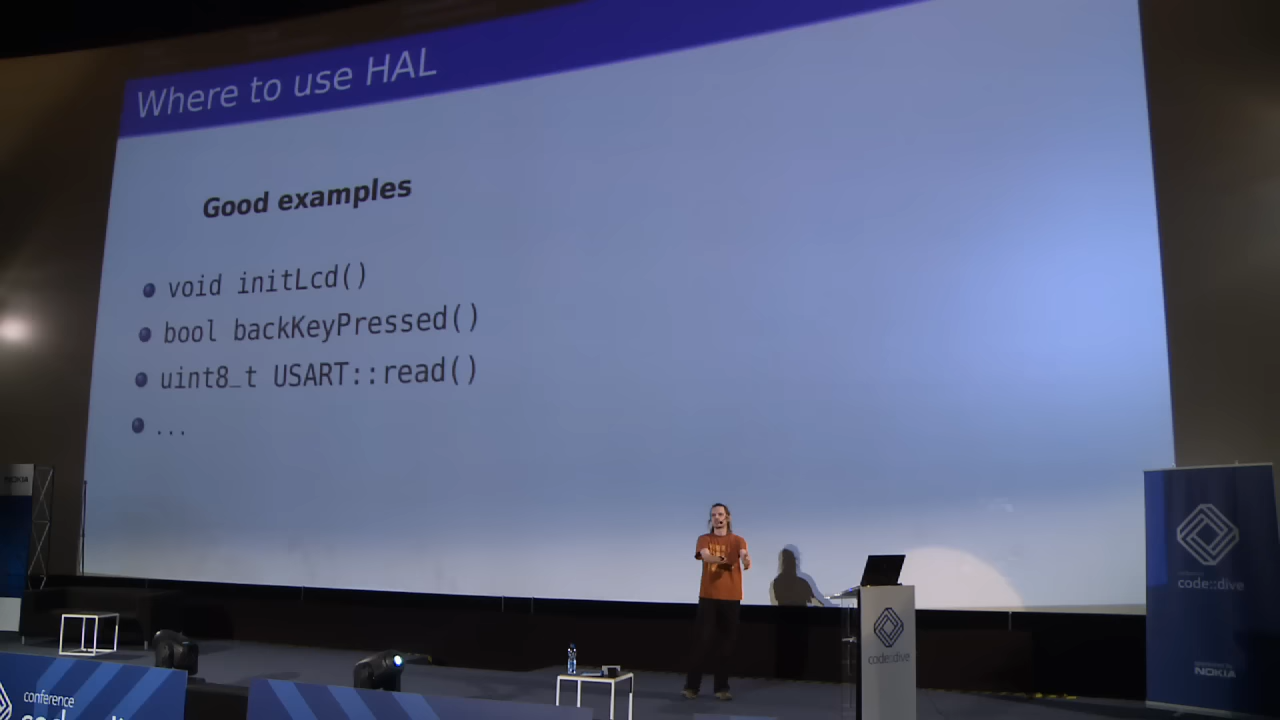 Where to use HAL
Good examples
void initLcd()
bool backKeyPressed()
uint8_t USART::read()
...
NOKIA
code::dive
NOKIA
code::dive
conference